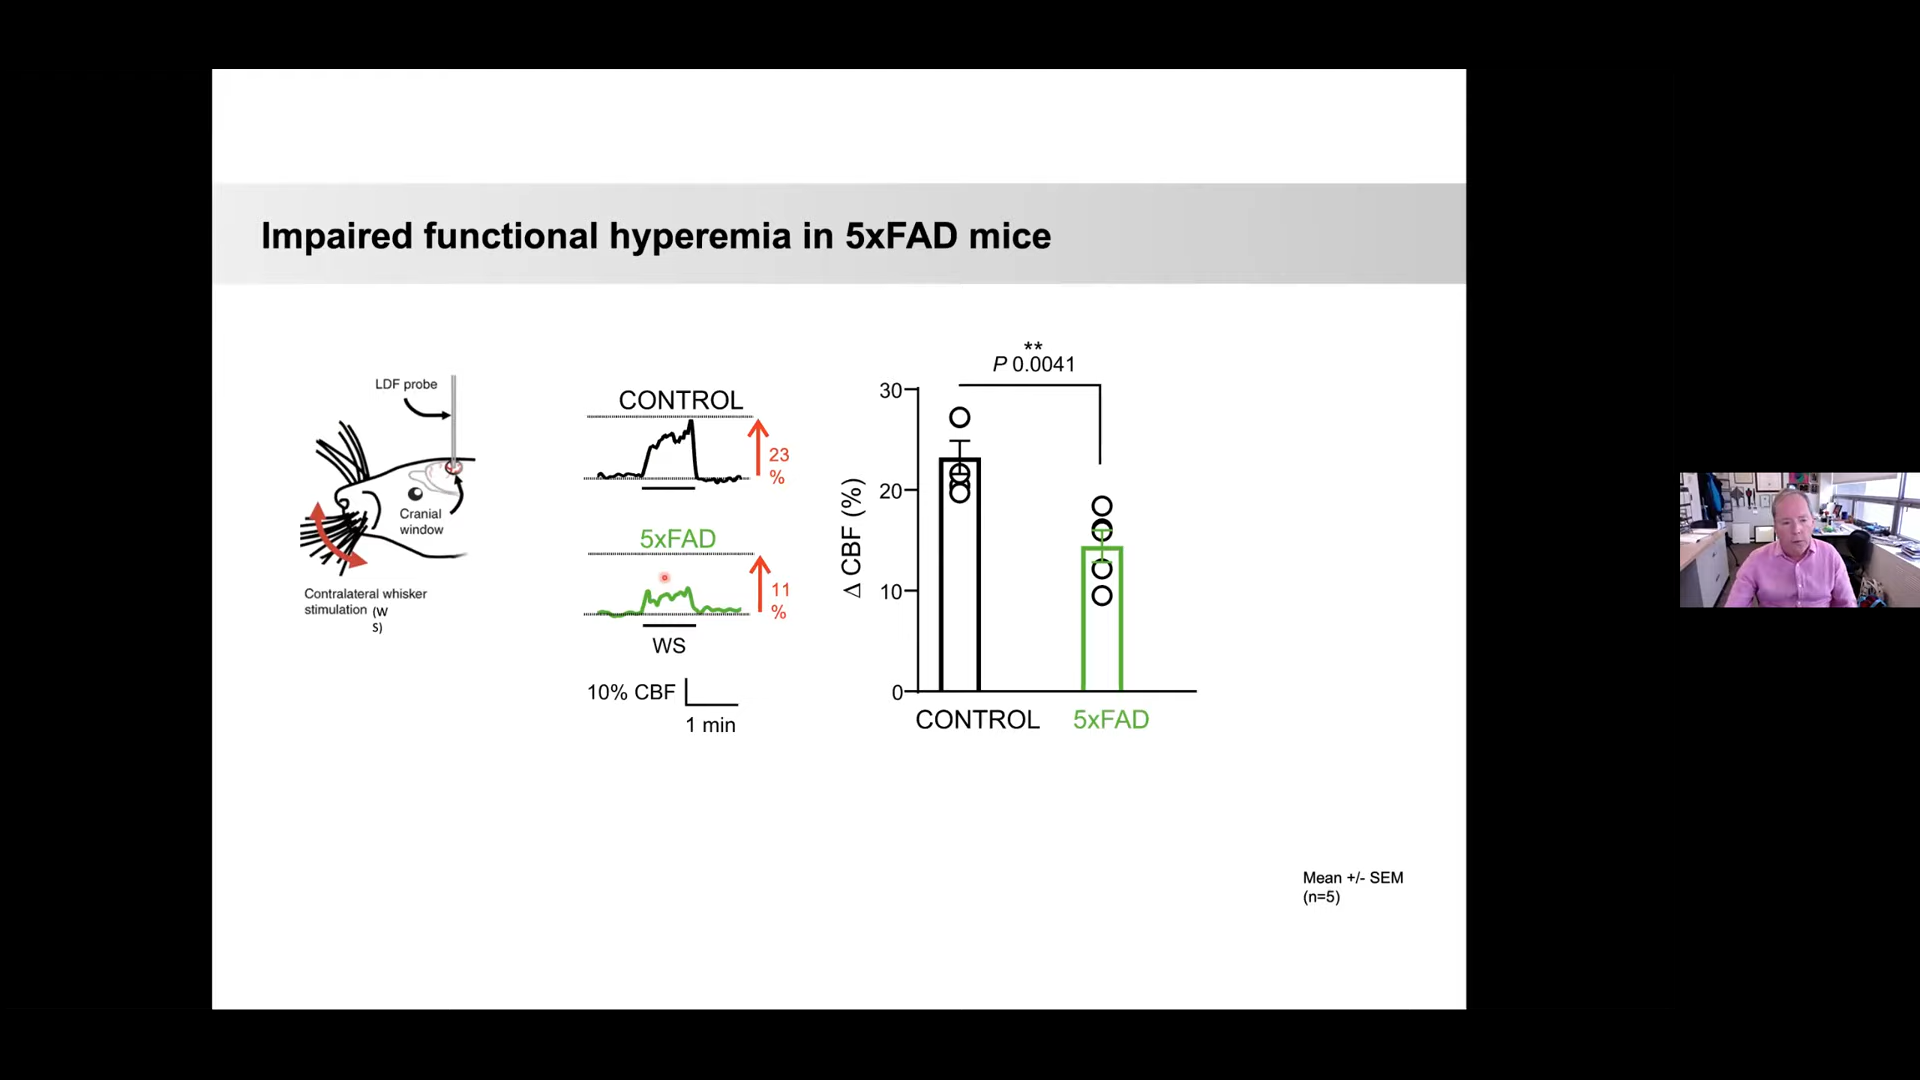 Impaired functional hyperemia in 5xFAD mice
LDF probe
Cranial
window
Contralateral whisker
stimulation (W
S)
CONTROL
23
%
5xFAD
11
%
WS
10% CBF
1 min
**
P 0.0041
Δ CBF (%)
30
20
10
0
CONTROL
5xFAD
Mean +/- SEM
(n=5)